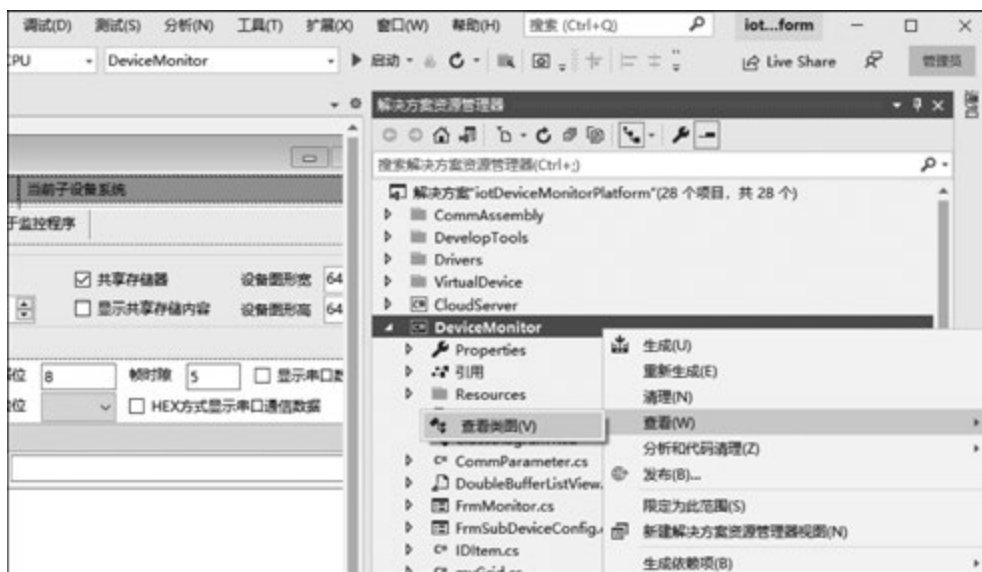 调试(D) 测试(S) 分析(N) 工具(T) 扩展(X) 窗口(W) 帮助(H) 搜索 (Ctrl+Q) iot...form
CPU DeviceMonitor 启动 Live Share 管理员
解决方案资源管理器
搜索解决方案资源管理器(Ctrl+;)
当前子设备系统
解决方案"iotDeviceMonitorPlatform"(28 个项目，共 28 个)
CommAssembly
于监控程序
DevelopTools
Drivers
共享存储器 设备图形宽 64
VirtualDevice
显示共享存储内容 设备图形高 64
CloudServer
DeviceMonitor
Properties
引用
Resources
位 8 帧时隙 5 显示串口数
位 HEX方式显示串口通信数据
查看类图(V)
CommParameter.cs
DoubleBufferListView.
FrmMonitor.cs
FrmSubDeviceConfig.
IDItem.cs
生成(U)
重新生成(E)
清理(N)
查看(W)
分析和代码清理(Z)
发布(B)...
限定为此范围(S)
新建解决方案资源管理器视图(N)
生成依赖项(B)